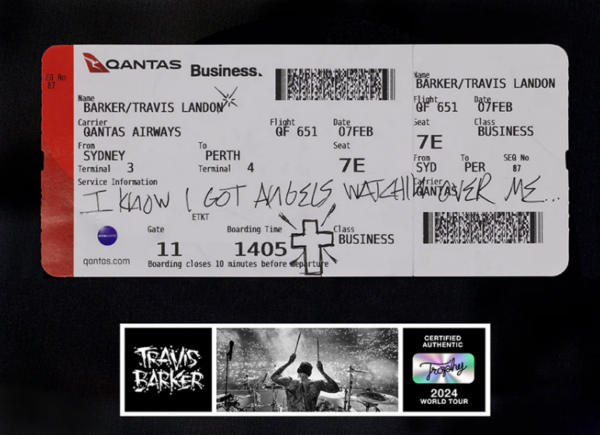 QANTAS Business.
SEQ No
87
Name
BARKER/TRAVIS LANDON
Carrier
QANTAS AIRWAYS
Flight
QF 651
Date
07FEB
From
SYDNEY
To
PERTH
Seat
7E
Terminal 3
Terminal 4
Service Information
I KNOW I GOT ANGELS WATCHIN OVER ME...
ETKT
Gate
11
Boarding Time
1405
Class
BUSINESS
qantas.com
Boarding closes 10 minutes before departure
Name
BARKER/TRAVIS LANDON
Flight
QF 651
Date
07FEB
Seat
7E
Class
BUSINESS
From
SYD
To
PER
SEQ No
87
Carrier
QANTAS
TRAVIS
BARKER
CERTIFIED
AUTHENTIC
Trophy
2024
WORLD TOUR